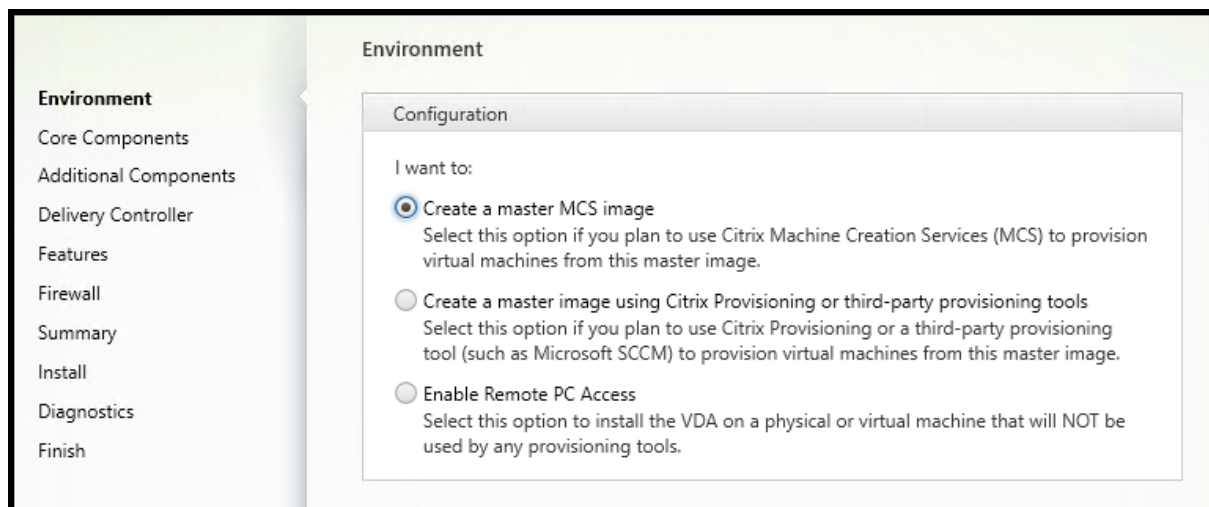 Environment
Core Components
Additional Components
Delivery Controller
Features
Firewall
Summary
Install
Diagnostics
Finish
Environment
Configuration
I want to:
Create a master MCS image
Select this option if you plan to use Citrix Machine Creation Services (MCS) to provision
virtual machines from this master image.
Create a master image using Citrix Provisioning or third-party provisioning tools
Select this option if you plan to use Citrix Provisioning or a third-party provisioning
tool (such as Microsoft SCCM) to provision virtual machines from this master image.
Enable Remote PC Access
Select this option to install the VDA on a physical or virtual machine that will NOT be
used by any provisioning tools.